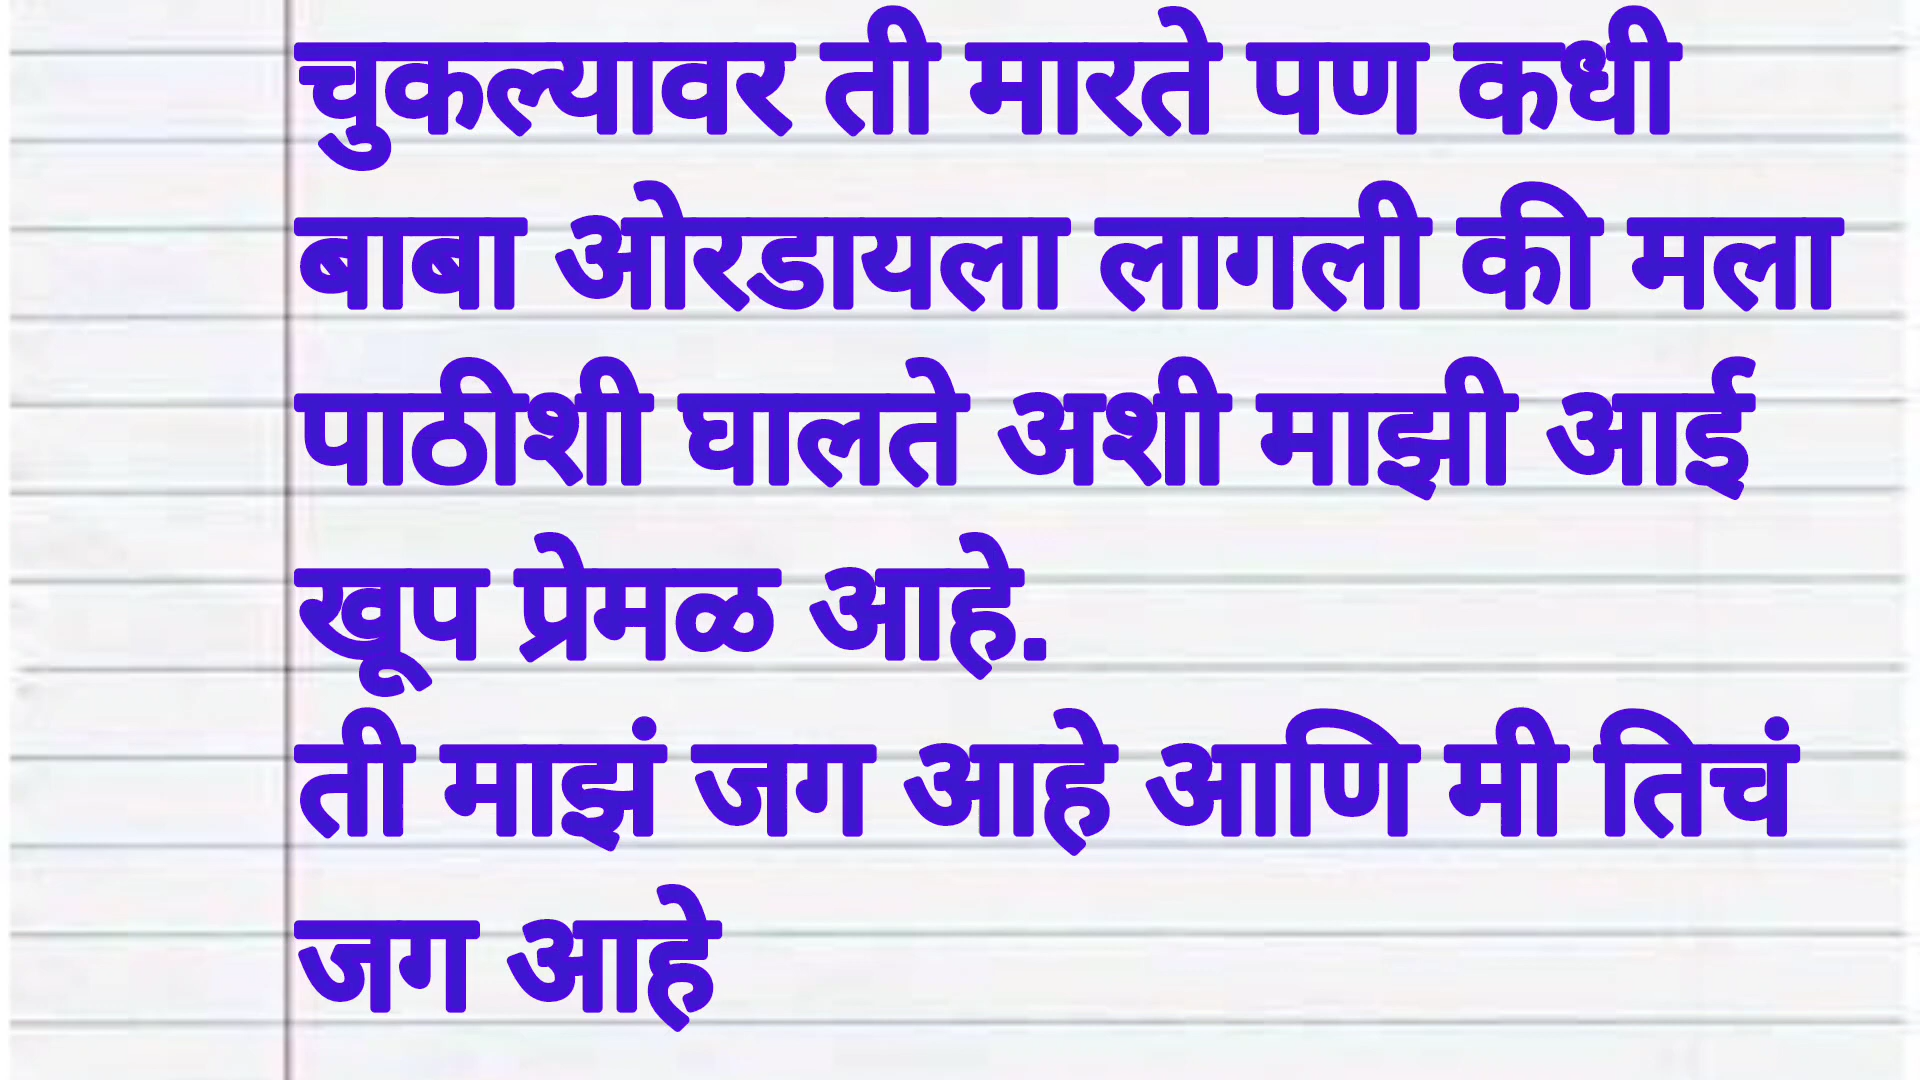 चुकल्यावर ती मारते पण कधी
बाबा ओरडायला लागली की मला
पाठीशी घालते अशी माझी आई
खूप प्रेमळ आहे.
ती माझं जग आहे आणि मी तिचं
जग आहे